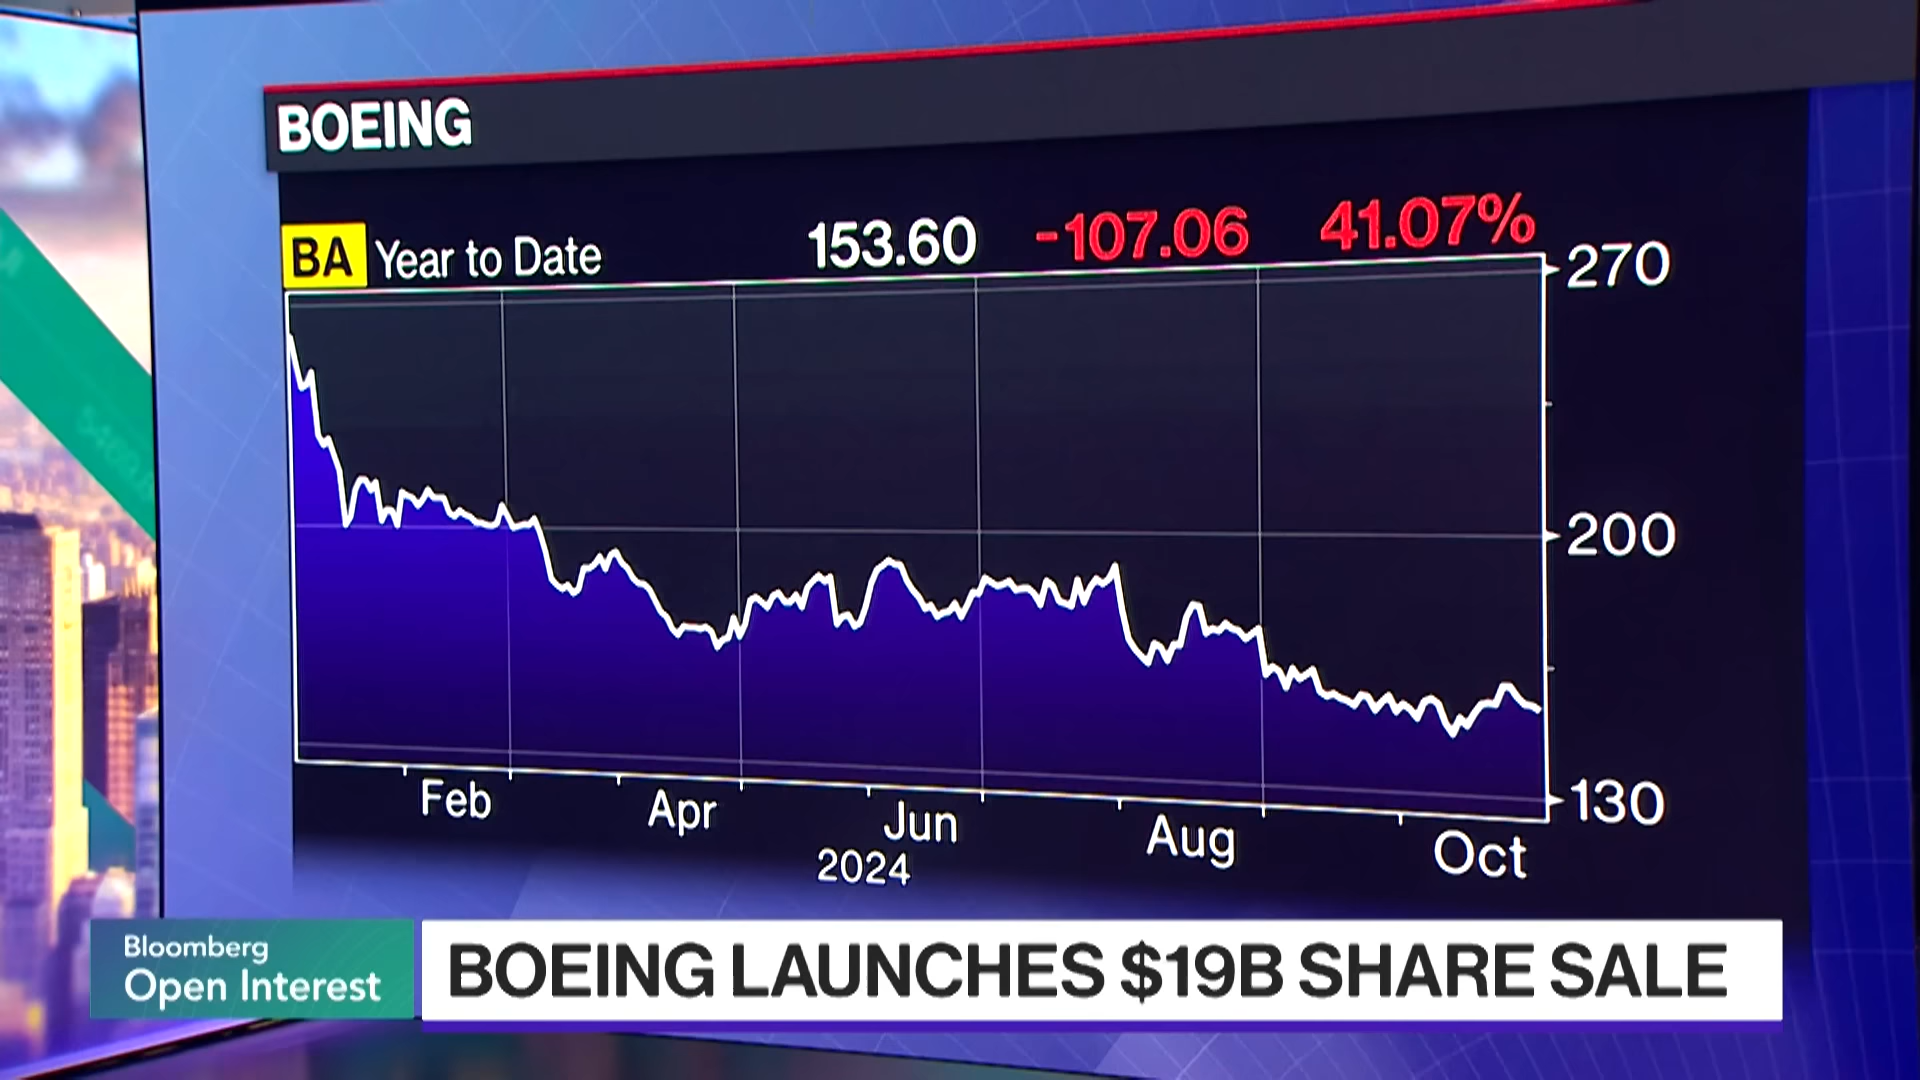 BOEING
BA Year to Date 153.60 -107.06 41.07%
270
200
130
Feb Apr Jun Aug Oct
2024
Bloomberg
Open Interest
BOEING LAUNCHES $19B SHARE SALE